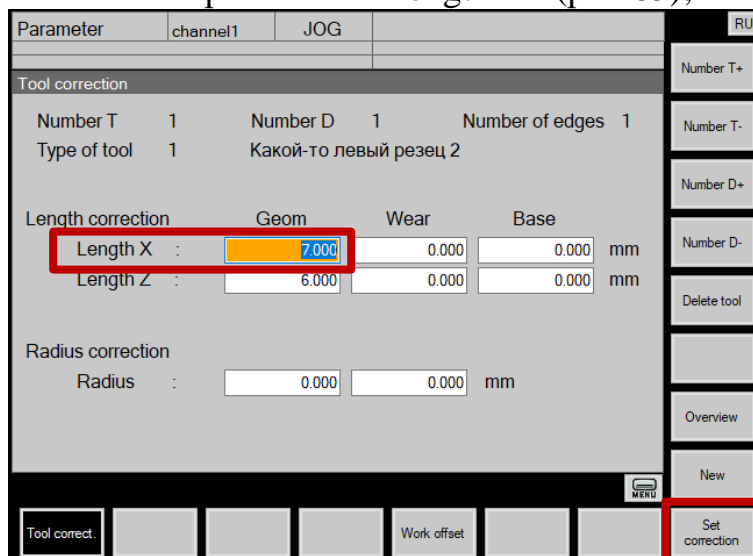 Parameter channel1 JOG RU
Number T+
Tool correction
Number T 1 Number D 1 Number of edges 1
Number T-
Type of tool 1 Какой-то левый резец 2
Number D+
Length correction Geom Wear Base
Length X : 7.000 0.000 0.000 mm
Number D-
Length Z : 6.000 0.000 0.000 mm
Delete tool
Radius correction
Radius : 0.000 0.000 mm
Overview
New
MENU
Tool correct. Work offset
Set
correction